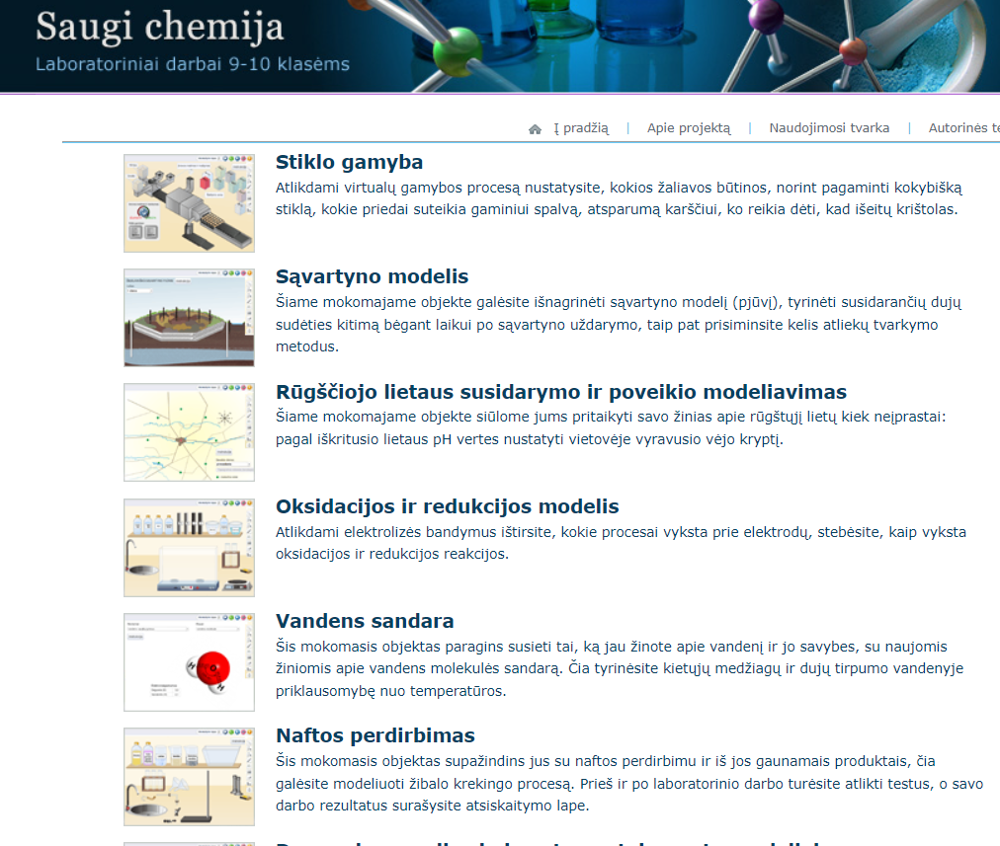 Saugi chemija
Laboratoriniai darbai 9-10 klasėms
Į pradžią | Apie projektą | Naudojimosi tvarka | Autorinės
Stiklo gamyba
Atlikdami virtualų gamybos procesą nustatysite, kokios žaliavos būtinos, norint pagaminti kokybišką
stiklą, kokie priedai suteikia gaminiui spalvą, atsparumą karščiui, ko reikia dėti, kad išeitų krištolas.
Sąvartyno modelis
Šiame mokomajame objekte galėsite išnagrinėti sąvartyno modelį (pjūvį), tyrinėti susidarančių dujų
sudėties kitimą bėgant laikui po sąvartyno uždarymo, taip pat prisiminsite kelis atliekų tvarkymo
metodus.
Rūgščiojo lietaus susidarymo ir poveikio modeliavimas
Šiame mokomajame objekte siūlome jums pritaikyti savo žinias apie rūgštųjį lietų kiek neįprastai:
pagal iškritusio lietaus pH vertes nustatyti vietovėje vyravusio vėjo kryptį.
Oksidacijos ir redukcijos modelis
Atlikdami elektrolizės bandymus ištirsite, kokie procesai vyksta prie elektrodų, stebėsite, kaip vyksta
oksidacijos ir redukcijos reakcijos.
Vandens sandara
Šis mokomasis objektas paragins susieti tai, ką jau žinote apie vandenį ir jo savybes, su naujomis
žiniomis apie vandens molekulės sandarą. Čia tyrinėsite kietųjų medžiagų ir dujų tirpumo vandenyje
priklausomybę nuo temperatūros.
H
H
Naftos perdirbimas
Šis mokomasis objektas supažindins jus su naftos perdirbimu ir iš jos gaunamais produktais, čia
galėsite modeliuoti žibalo krekingo procesą. Prieš ir po laboratorinio darbo turėsite atlikti testus, o savo
darbo rezultatus surašysite atsiskaitymo lape.